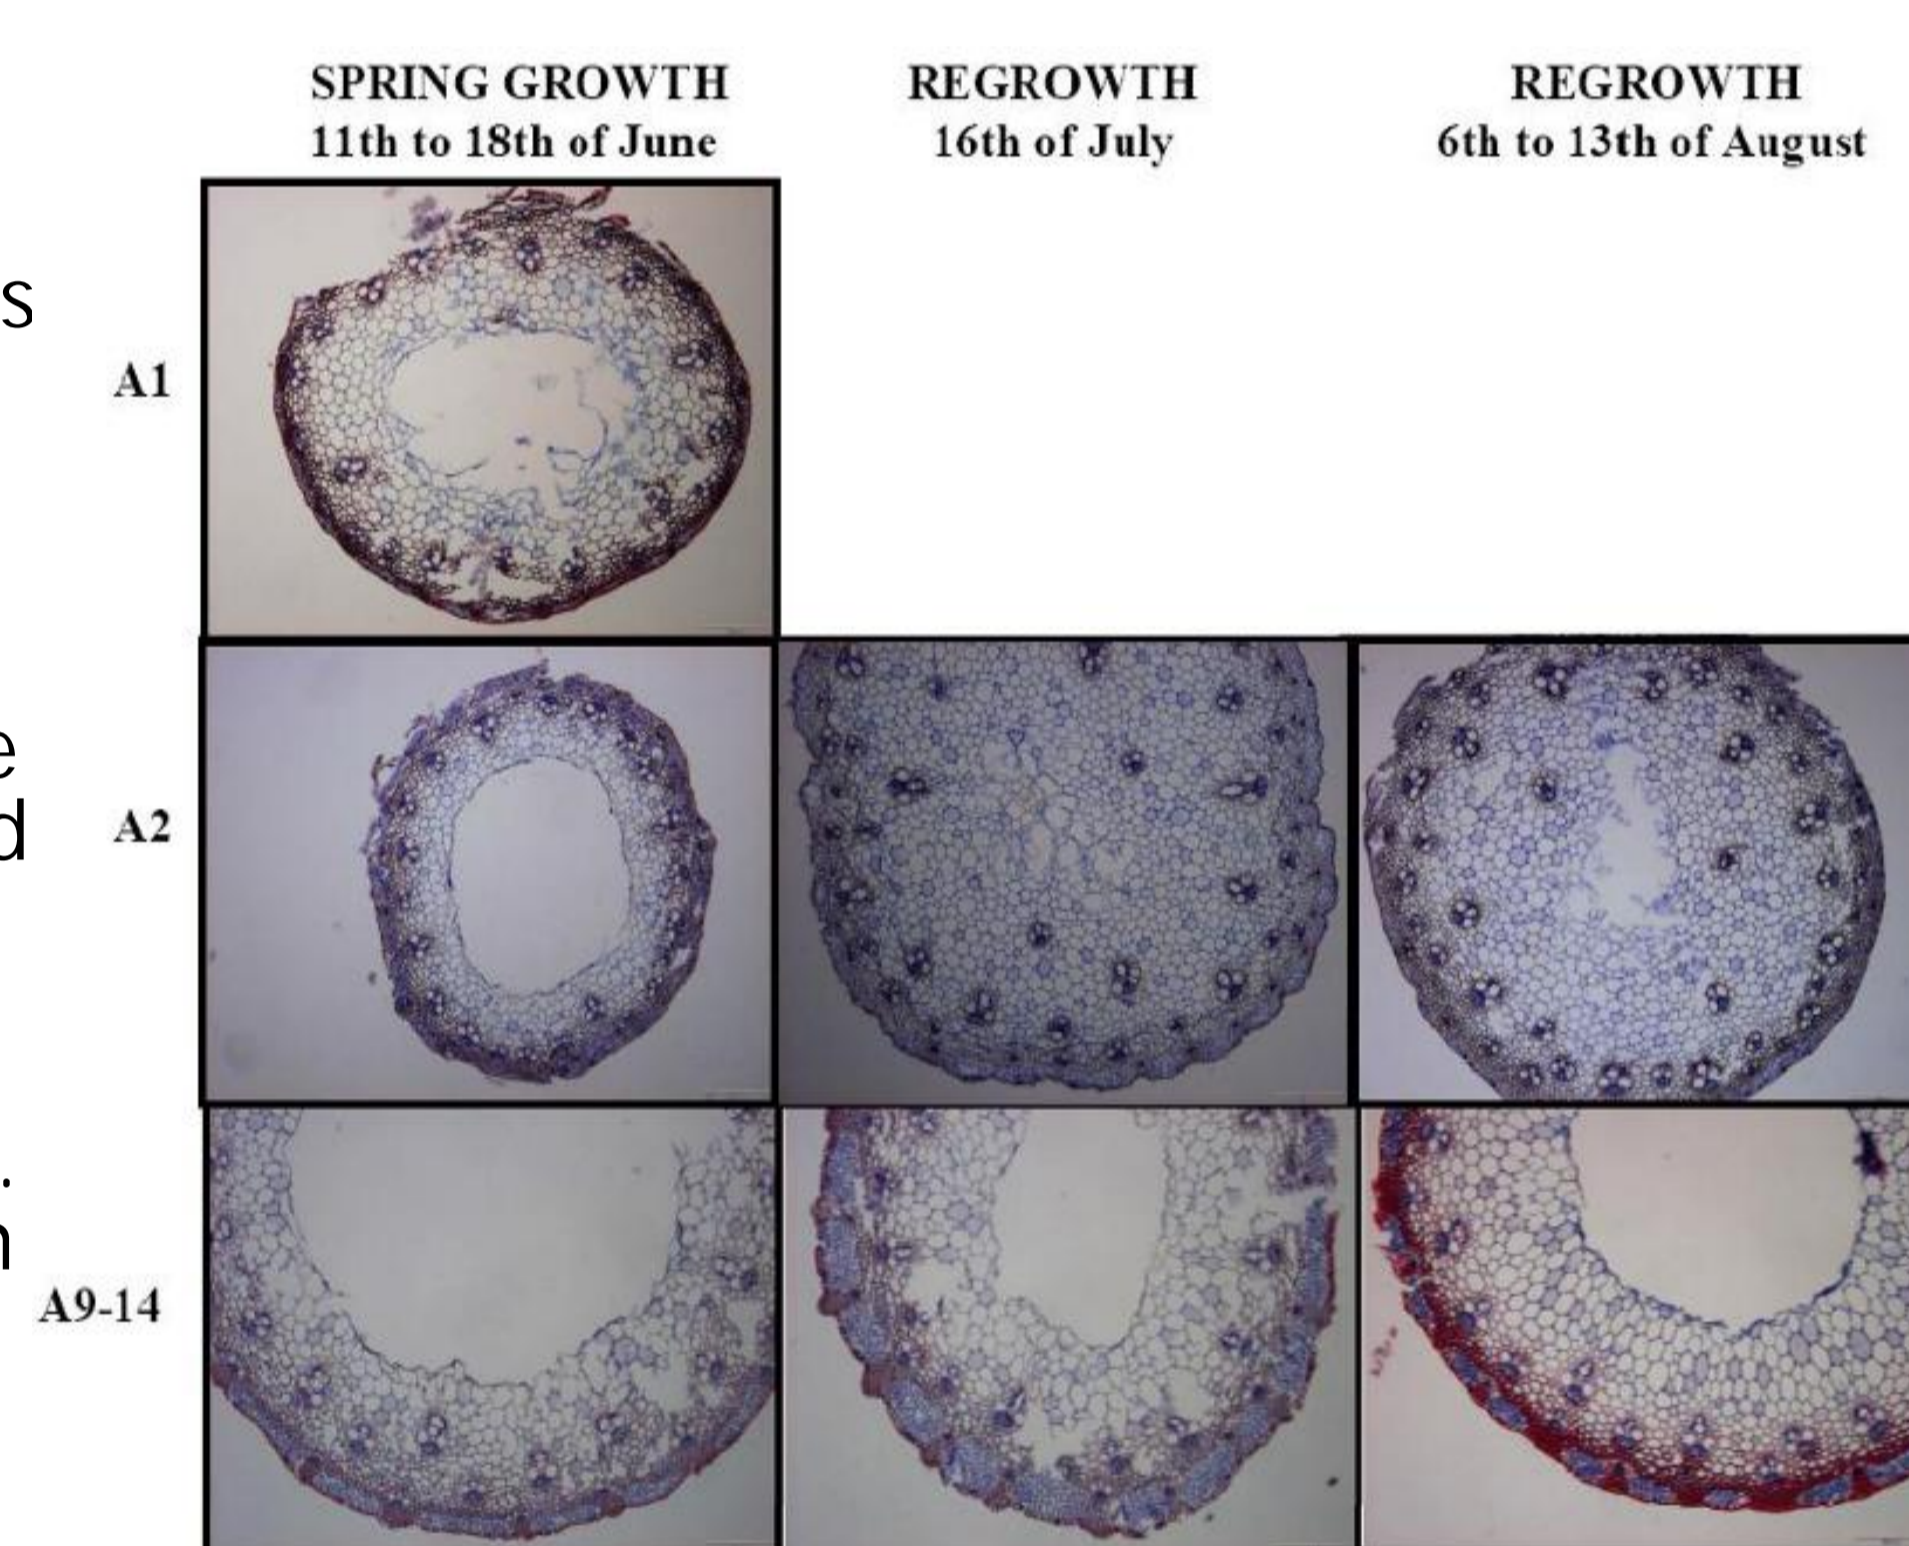 SPRING GROWTH
11th to 18th of June
REGROWTH
16th of July
REGROWTH
6th to 13th of August
s
A1
e
d
A2
.
n
A9-14